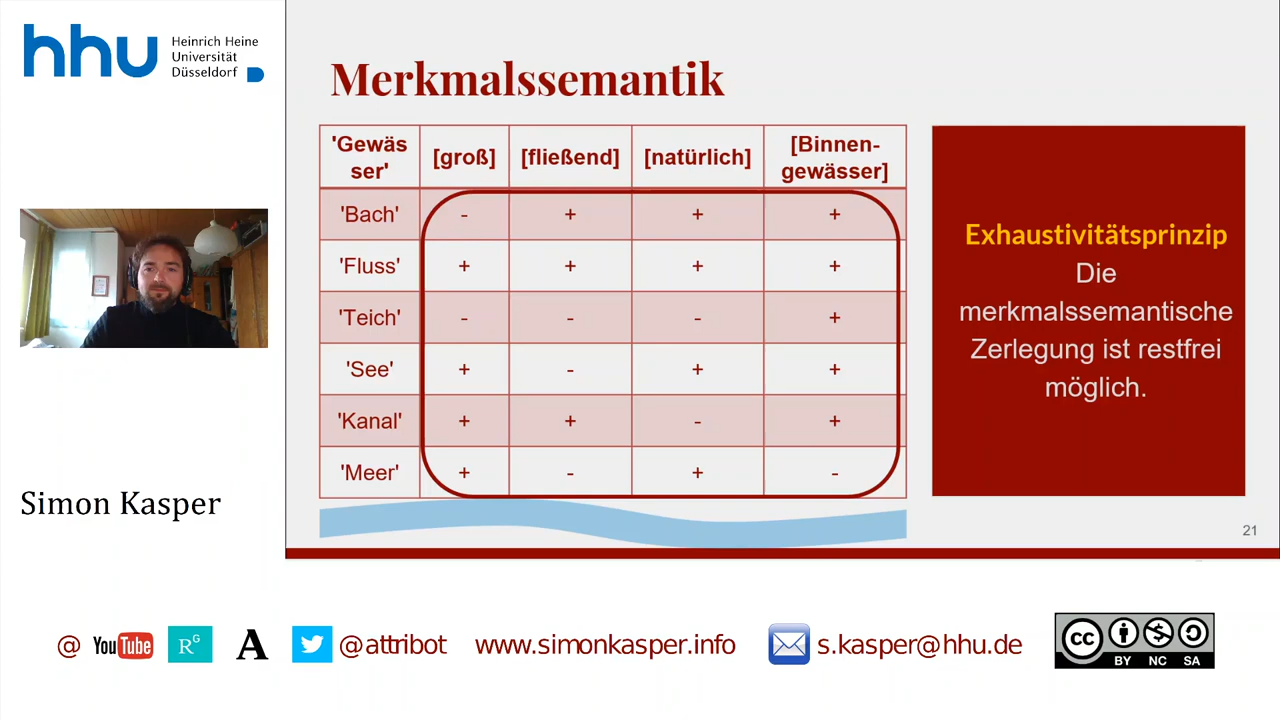 hhu Heinrich Heine
Universität
Düsseldorf
Merkmalssemantik
'Gewäs
ser' [groß] [fließend] [natürlich] [Binnen-
gewässer]
'Bach' - + + +
'Fluss' + + + +
'Teich' - - - +
'See' + - + +
'Kanal' + + - +
'Meer' + - + -
Exhaustivitätsprinzip
Die
merkmalssemantische
Zerlegung ist restfrei
möglich.
21
Simon Kasper
@ YouTube RG A @attribot www.simonkasper.info s.kasper@hhu.de
cc BY NC SA